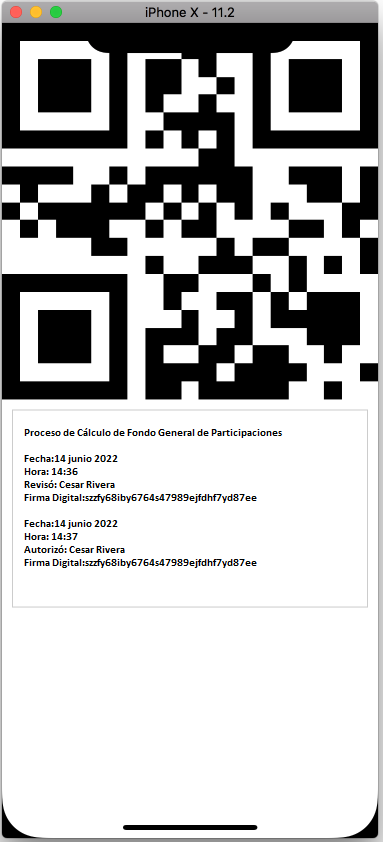 iPhone X - 11.2
Proceso de Cálculo de Fondo General de Participaciones
Fecha:14 junio 2022
Hora: 14:36
Revisó: Cesar Rivera
Firma Digital:szzfy68iby6764s47989ejfdhf7yd87ee
Fecha:14 junio 2022
Hora: 14:37
Autorizó: Cesar Rivera
Firma Digital:szzfy68iby6764s47989ejfdhf7yd87ee